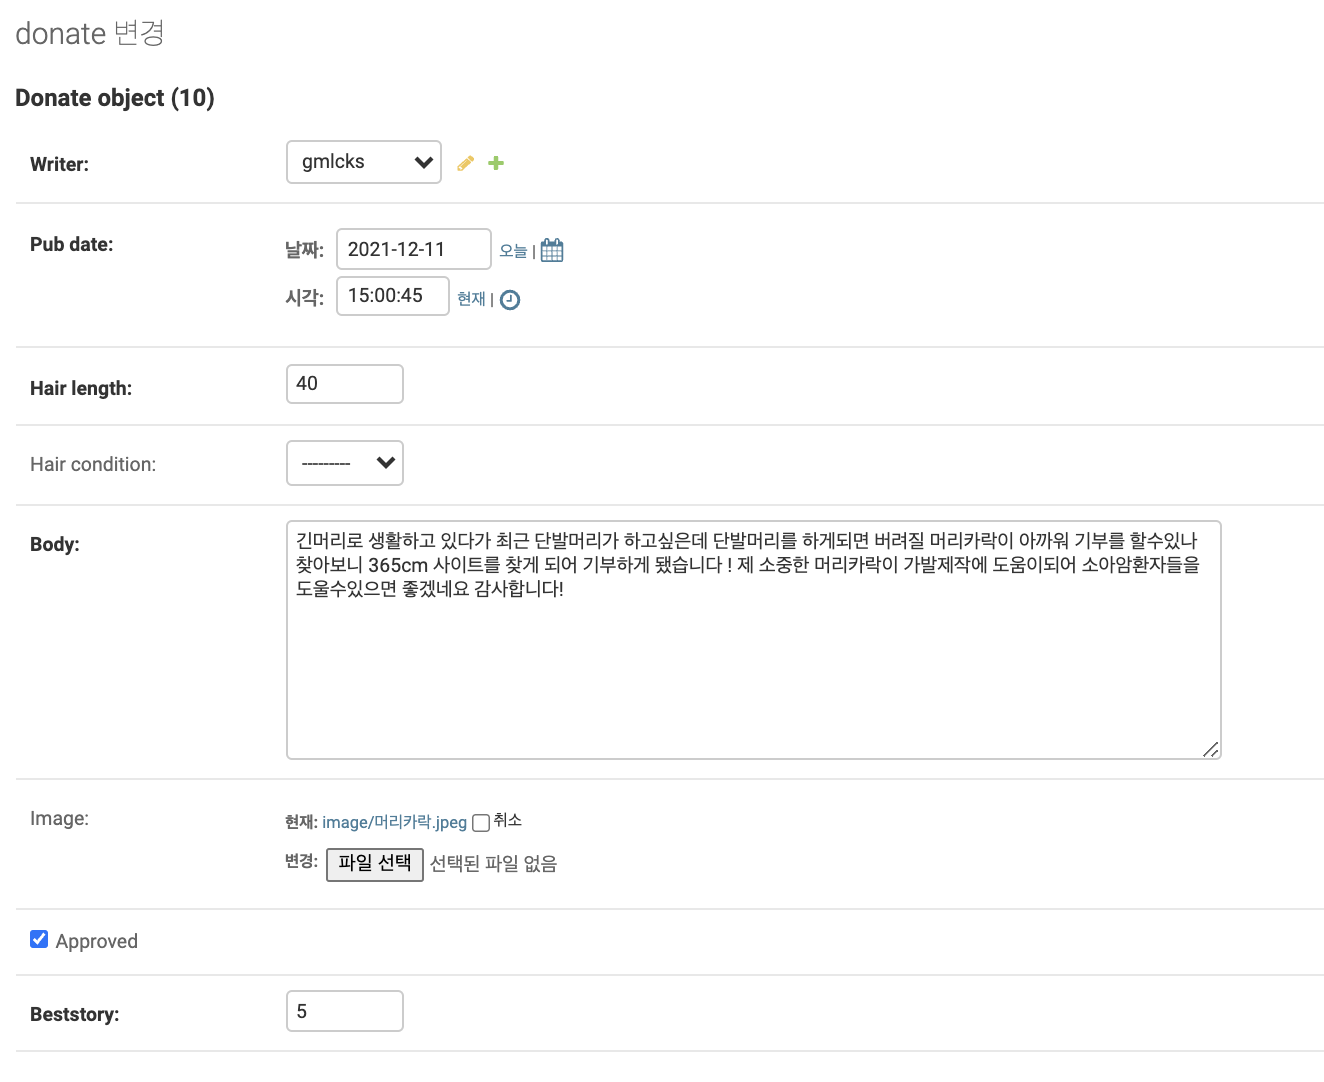 donate 변경
Donate object (10)
Writer: gmlcks
Pub date: 날짜: 2021-12-11 오늘 |
시각: 15:00:45 현재 |
Hair length: 40
Hair condition: ---------
Body: 긴머리로 생활하고 있다가 최근 단발머리가 하고싶은데 단발머리를 하게되면 버려질 머리카락이 아까워 기부를 할수있나
찾아보니 365cm 사이트를 찾게 되어 기부하게 됐습니다 ! 제 소중한 머리카락이 가발제작에 도움이되어 소아암환자들을
도울수있으면 좋겠네요 감사합니다!
Image: 현재: image/머리카락.jpeg 취소
변경: 파일 선택 선택된 파일 없음
Approved
Beststory: 5